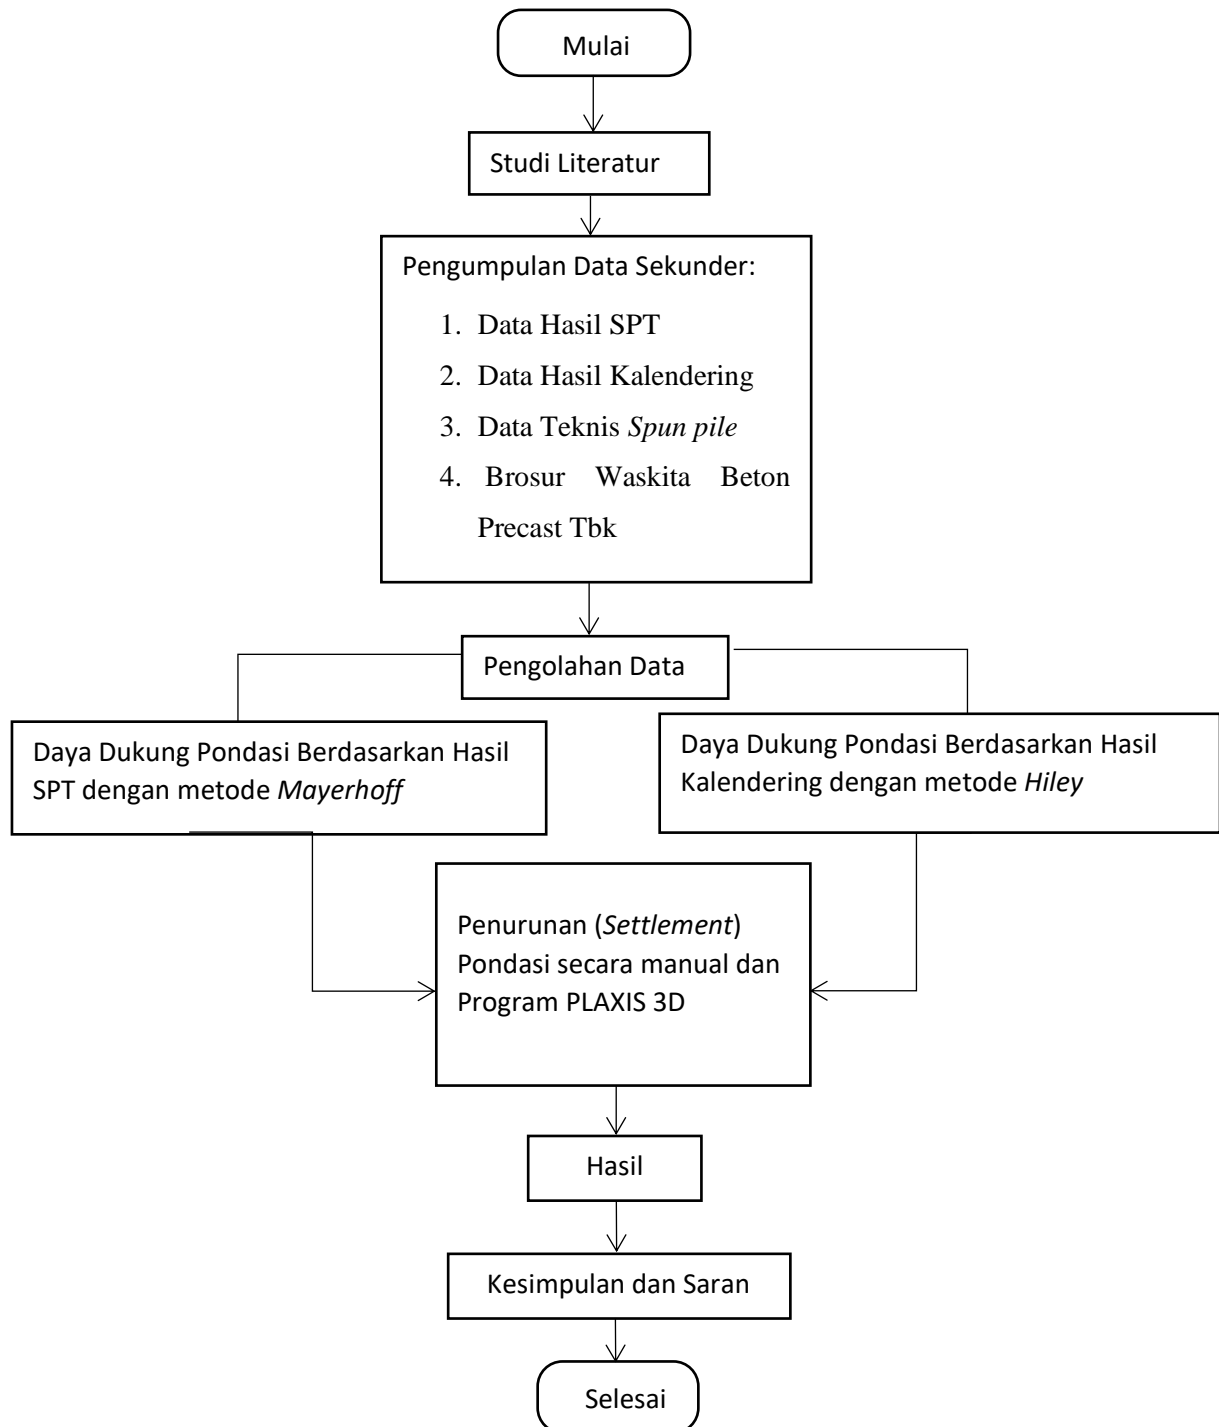 Mulai
Studi Literatur
Pengumpulan Data Sekunder:
1. Data Hasil SPT
2. Data Hasil Kalendering
3. Data Teknis Spun pile
4. Brosur Waskita Beton
Precast Tbk
Pengolahan Data
Daya Dukung Pondasi Berdasarkan Hasil
SPT dengan metode Mayerhoff
Daya Dukung Pondasi Berdasarkan Hasil
Kalendering dengan metode Hiley
Penurunan (Settlement)
Pondasi secara manual dan
Program PLAXIS 3D
Hasil
Kesimpulan dan Saran
Selesai